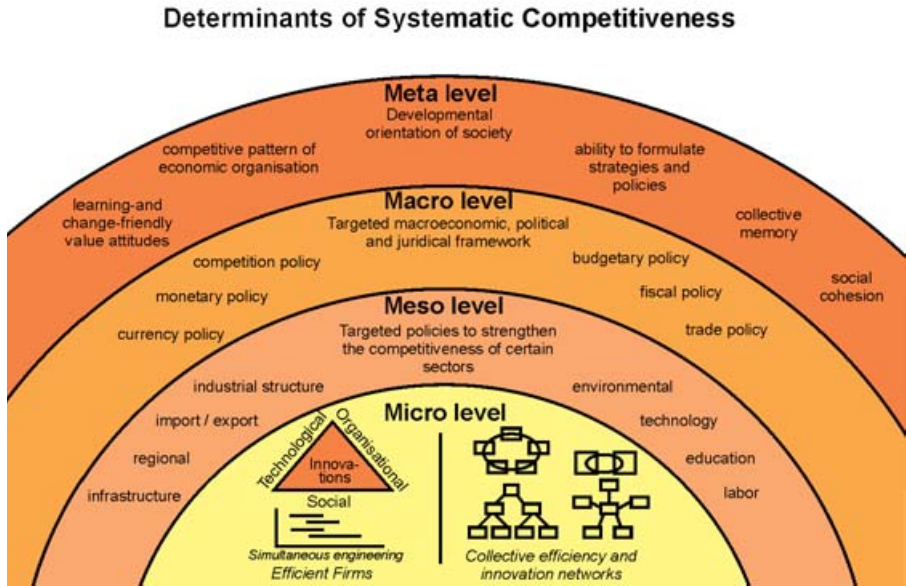 Determinants of Systematic Competitiveness
Meta level
Developmental
orientation of society
competitive pattern of
economic organisation
ability to formulate
strategies and
policies
learning-and
change-friendly
value attitudes
collective
memory
social
cohesion
Macro level
Targeted macroeconomic, political
and juridical framework
competition policy
monetary policy
currency policy
budgetary policy
fiscal policy
trade policy
Meso level
Targeted policies to strengthen
the competitiveness of certain
sectors
industrial structure
import / export
regional
infrastructure
environmental
technology
education
labor
Micro level
Technological
Organisational
Innova-
tions
Social
Simultaneous engineering
Efficient Firms
Collective efficiency and
innovation networks